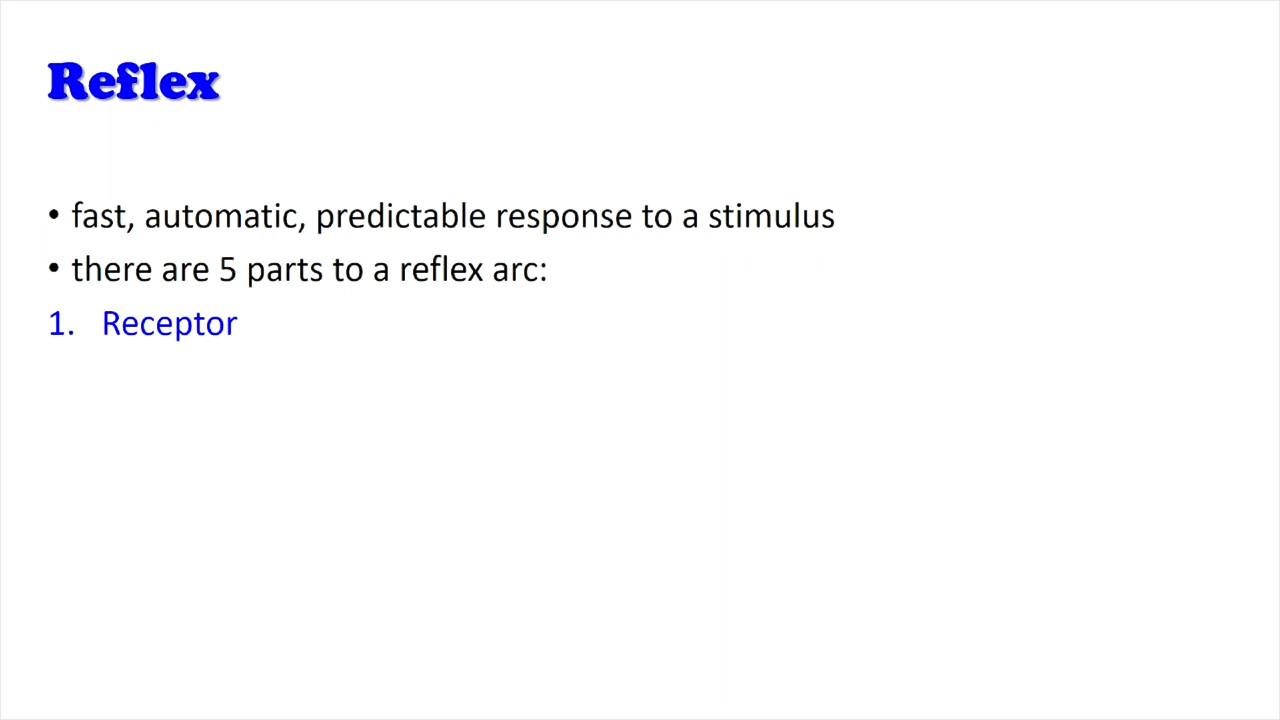 Reflex
• fast, automatic, predictable response to a stimulus
• there are 5 parts to a reflex arc:
1. Receptor